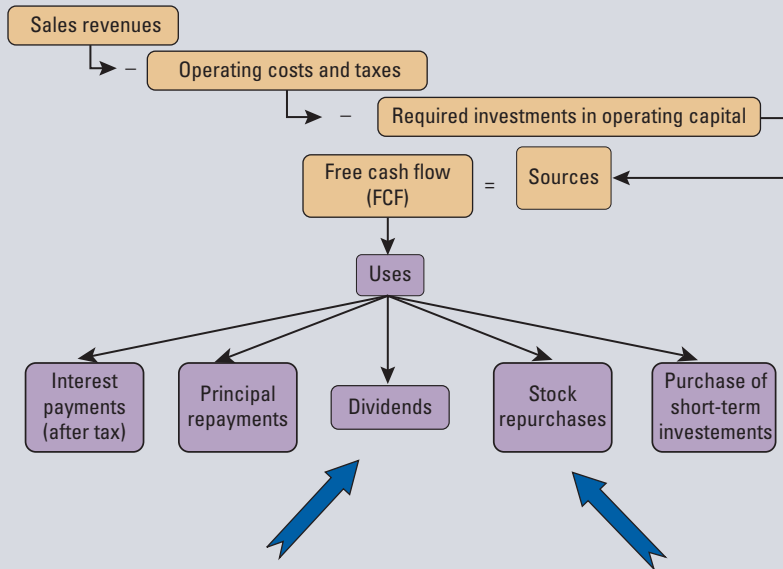 Sales revenues
– Operating costs and taxes
– Required investments in operating capital
Free cash flow
(FCF)
= Sources
Uses
Interest
payments
(after tax)
Principal
repayments
Dividends
Stock
repurchases
Purchase of
short-term
investements